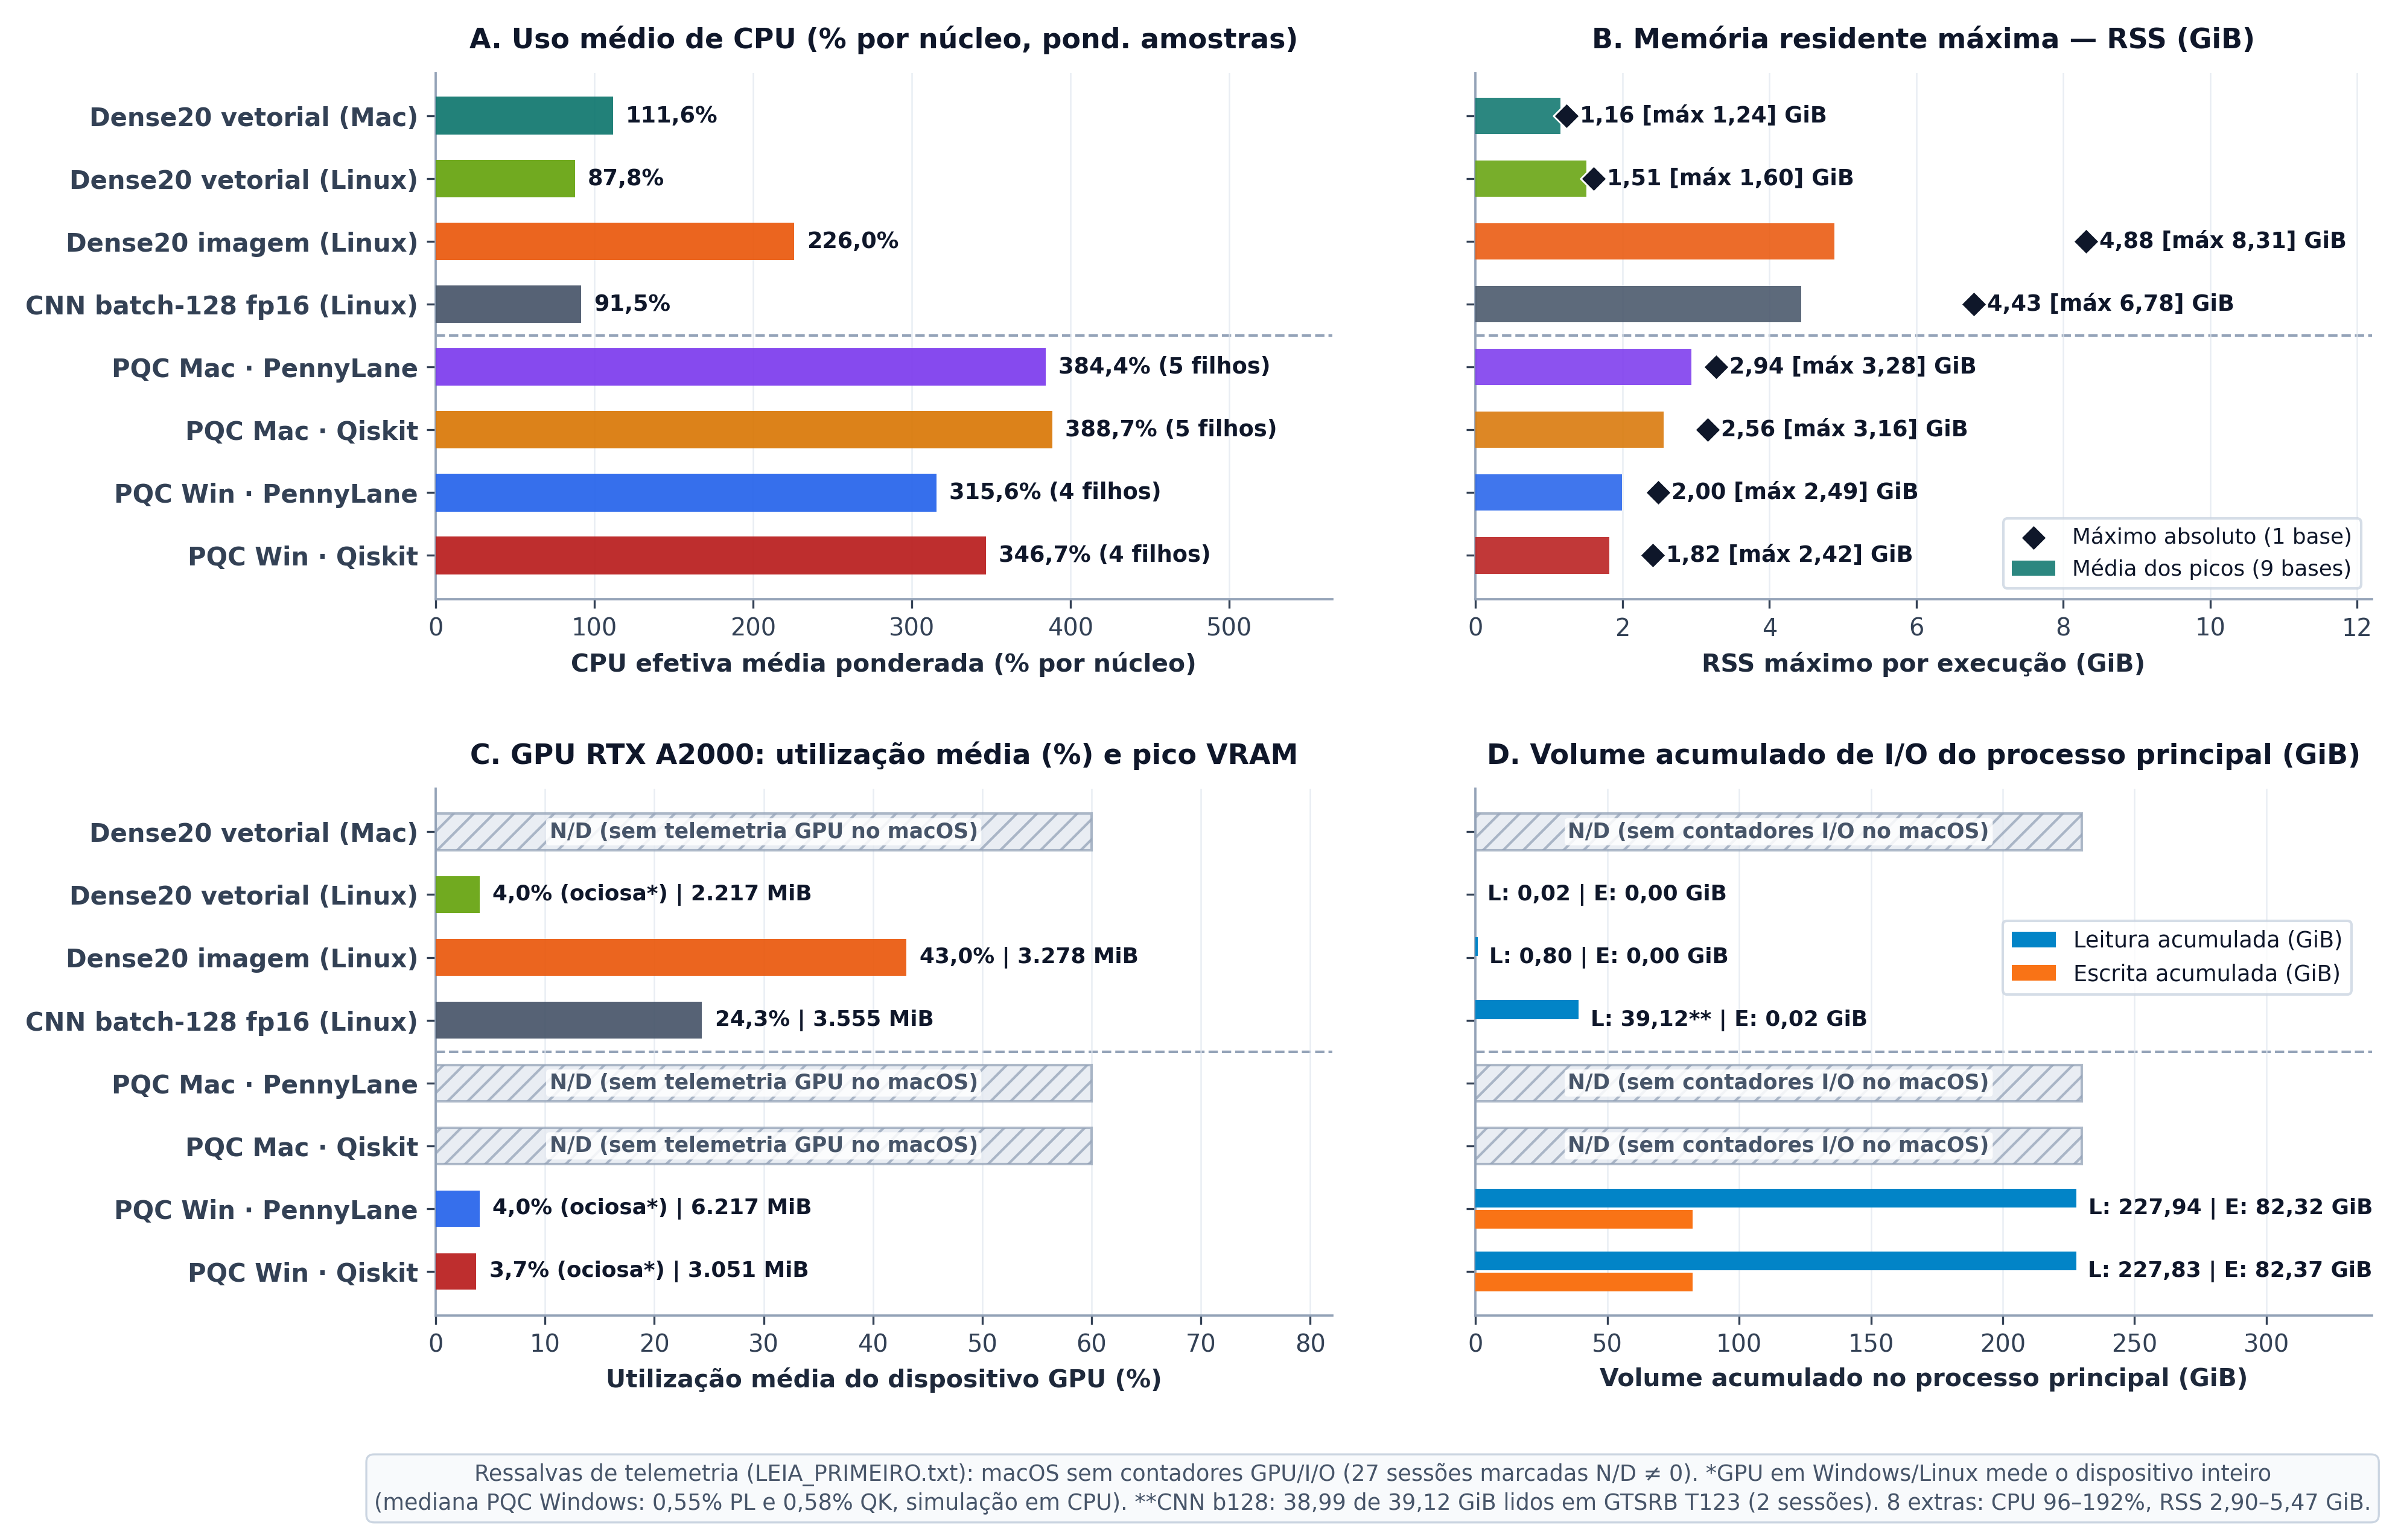 A. Uso médio de CPU (% por núcleo, pond. amostras)
Dense20 vetorial (Mac)
111,6%
Dense20 vetorial (Linux)
87,8%
Dense20 imagem (Linux)
226,0%
CNN batch-128 fp16 (Linux)
91,5%
PQC Mac · PennyLane
384,4% (5 filhos)
PQC Mac · Qiskit
388,7% (5 filhos)
PQC Win · PennyLane
315,6% (4 filhos)
PQC Win · Qiskit
346,7% (4 filhos)
0 100 200 300 400 500
CPU efetiva média ponderada (% por núcleo)
B. Memória residente máxima — RSS (GiB)
1,16 [máx 1,24] GiB
1,51 [máx 1,60] GiB
4,88 [máx 8,31] GiB
4,43 [máx 6,78] GiB
2,94 [máx 3,28] GiB
2,56 [máx 3,16] GiB
2,00 [máx 2,49] GiB
1,82 [máx 2,42] GiB
Máximo absoluto (1 base)
Média dos picos (9 bases)
0 2 4 6 8 10 12
RSS máximo por execução (GiB)
C. GPU RTX A2000: utilização média (%) e pico VRAM
Dense20 vetorial (Mac)
N/D (sem telemetria GPU no macOS)
Dense20 vetorial (Linux)
4,0% (ociosa*) | 2.217 MiB
Dense20 imagem (Linux)
43,0% | 3.278 MiB
CNN batch-128 fp16 (Linux)
24,3% | 3.555 MiB
PQC Mac · PennyLane
N/D (sem telemetria GPU no macOS)
PQC Mac · Qiskit
N/D (sem telemetria GPU no macOS)
PQC Win · PennyLane
4,0% (ociosa*) | 6.217 MiB
PQC Win · Qiskit
3,7% (ociosa*) | 3.051 MiB
0 10 20 30 40 50 60 70 80
Utilização média do dispositivo GPU (%)
D. Volume acumulado de I/O do processo principal (GiB)
N/D (sem contadores I/O no macOS)
L: 0,02 | E: 0,00 GiB
L: 0,80 | E: 0,00 GiB
L: 39,12** | E: 0,02 GiB
Leitura acumulada (GiB)
Escrita acumulada (GiB)
N/D (sem contadores I/O no macOS)
N/D (sem contadores I/O no macOS)
L: 227,94 | E: 82,32 GiB
L: 227,83 | E: 82,37 GiB
0 50 100 150 200 250 300
Volume acumulado no processo principal (GiB)
Ressalvas de telemetria (LEIA_PRIMEIRO.txt): macOS sem contadores GPU/I/O (27 sessões marcadas N/D ≠ 0). *GPU em Windows/Linux mede o dispositivo inteiro
(mediana PQC Windows: 0,55% PL e 0,58% QK, simulação em CPU). **CNN b128: 38,99 de 39,12 GiB lidos em GTSRB T123 (2 sessões). 8 extras: CPU 96–192%, RSS 2,90–5,47 GiB.